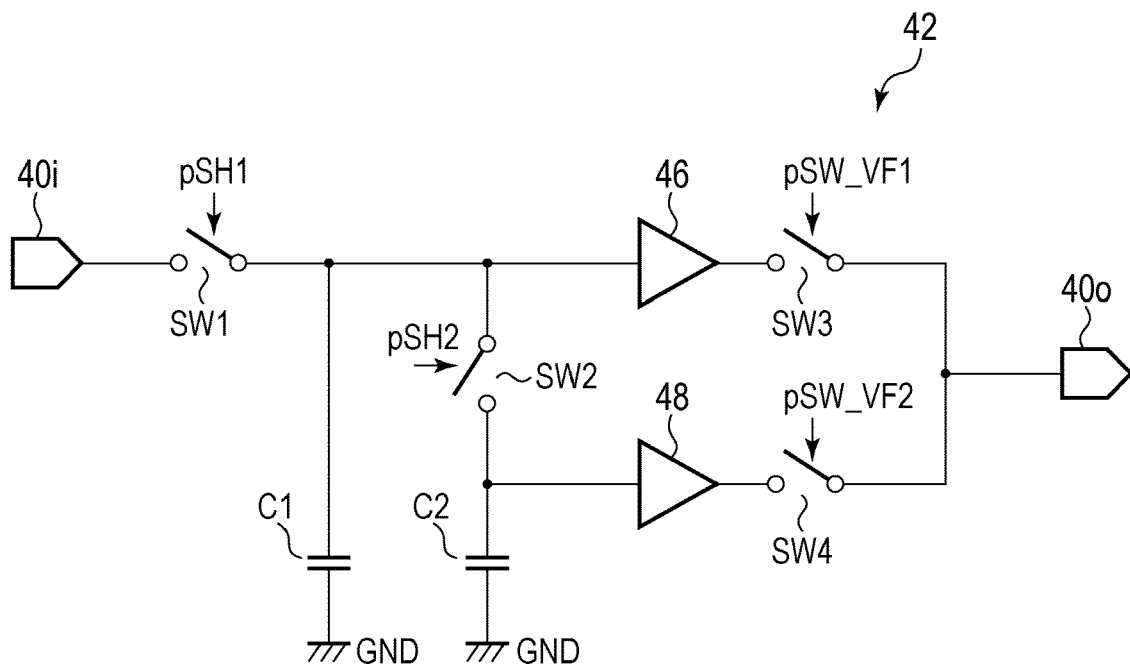 42
40i
pSH1
46
pSW_VF1
SW1
SW3
40o
pSH2
SW2
48
pSW_VF2
C1
C2
SW4
GND
GND